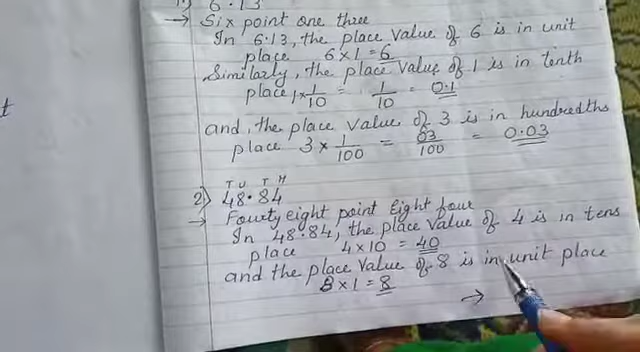 1) 6.13
→ Six point one three
In 6.13, the place value of 6 is in unit
place 6 × 1 = 6
Similarly, the place value of 1 is in tenth
place 1 × 1/10 = 1/10 = 0.1
and, the place value of 3 is in hundredths
place 3 × 1/100 = 03/100 = 0.03
T U T H
2) 48.84
→ Fourty eight point Eight four
In 48.84, the place value of 4 is in tens
place 4 × 10 = 40
and the place value of 8 is in unit place
8 × 1 = 8
→